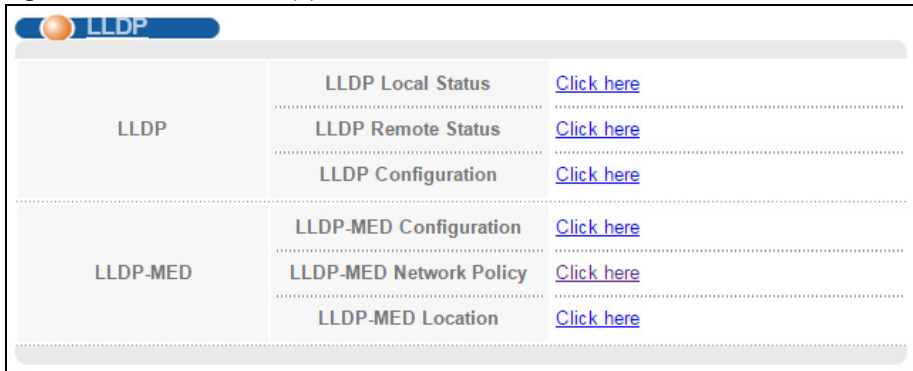 LLDP
LLDP
LLDP Local Status Click here
LLDP Remote Status Click here
LLDP Configuration Click here
LLDP-MED
LLDP-MED Configuration Click here
LLDP-MED Network Policy Click here
LLDP-MED Location Click here